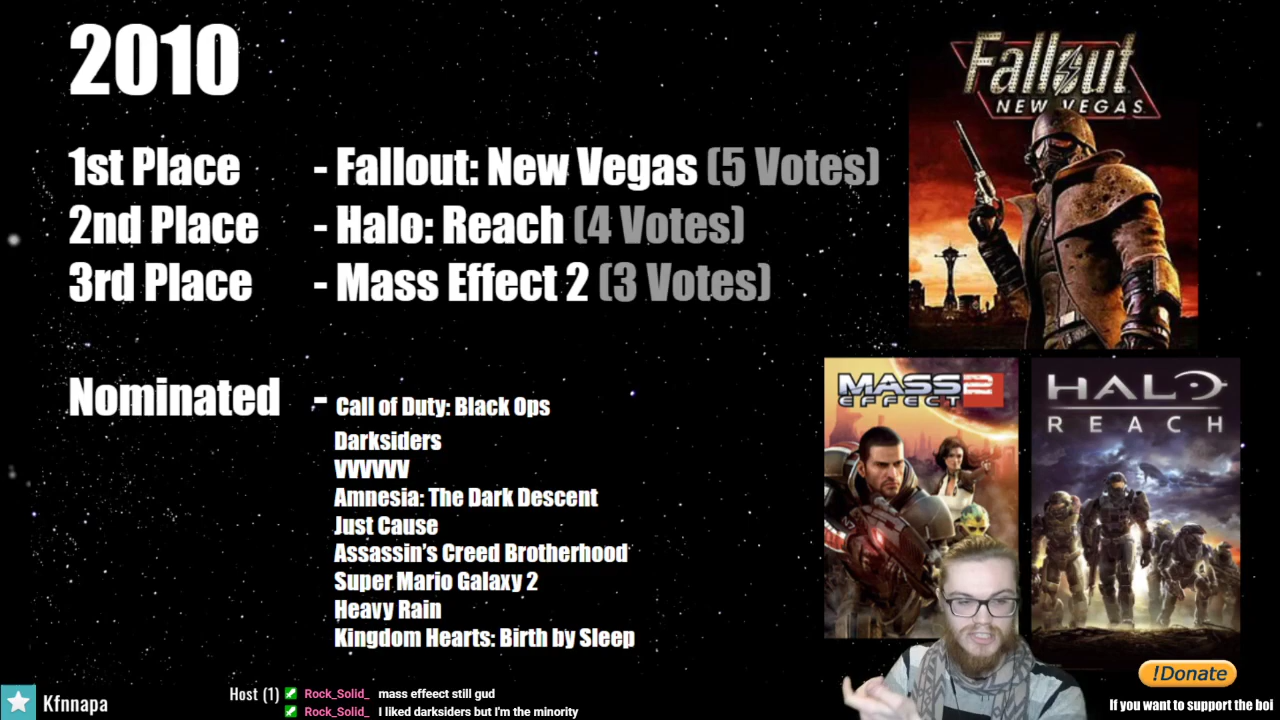 2010
1st Place - Fallout: New Vegas (5 Votes)
2nd Place - Halo: Reach (4 Votes)
3rd Place - Mass Effect 2 (3 Votes)
Nominated - Call of Duty: Black Ops
Darksiders
VVVVVV
Amnesia: The Dark Descent
Just Cause
Assassin's Creed Brotherhood
Super Mario Galaxy 2
Heavy Rain
Kingdom Hearts: Birth by Sleep
Fallout
NEW VEGAS
MASS 2
EFFECT
HALO
REACH
!Donate
If you want to support the boi
Kfnnapa
Host (1)
Rock_Solid_ mass effeect still gud
Rock_Solid_ I liked darksiders but I'm the minority